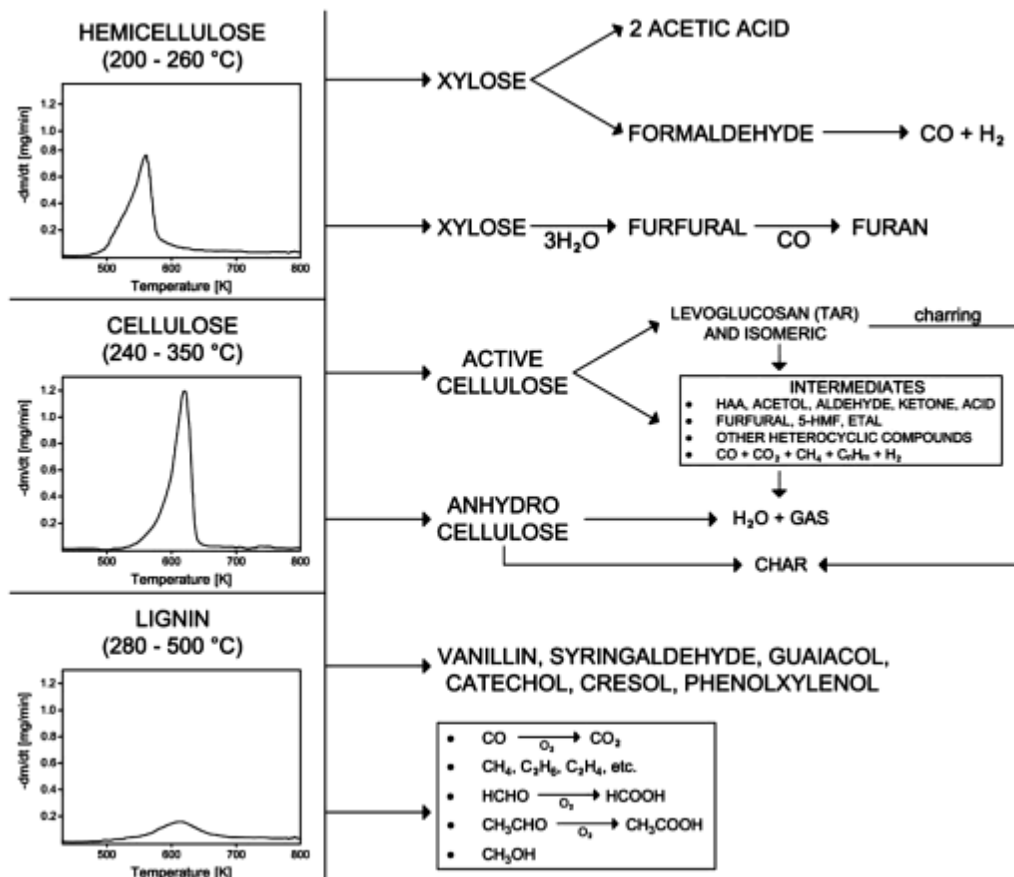 HEMICELLULOSE
(200 - 260 °C)
-dm/dt [mg/min]
1.2
1.0
0.8
0.6
0.4
0.2
500 600 700 800
Temperature [K]
XYLOSE
2 ACETIC ACID
FORMALDEHYDE
CO + H₂
XYLOSE
3H₂O
FURFURAL
CO
FURAN
CELLULOSE
(240 - 350 °C)
-dm/dt [mg/min]
1.2
1.0
0.8
0.6
0.4
0.2
500 600 700 800
Temperature [K]
ACTIVE
CELLULOSE
LEVOGLUCOSAN (TAR)
AND ISOMERIC
charring
INTERMEDIATES
• HAA, ACETOL, ALDEHYDE, KETONE, ACID
• FURFURAL, 5-HMF, ETAL
• OTHER HETEROCYCLIC COMPOUNDS
• CO + CO₂ + CH₄ + CₙHₘ + H₂
ANHYDRO
CELLULOSE
H₂O + GAS
CHAR
LIGNIN
(280 - 500 °C)
-dm/dt [mg/min]
1.2
1.0
0.8
0.6
0.4
0.2
500 600 700 800
Temperature [K]
VANILLIN, SYRINGALDEHYDE, GUAIACOL,
CATECHOL, CRESOL, PHENOLXYLENOL
• CO O₂ CO₂
• CH₄, C₂H₆, C₂H₄, etc.
• HCHO O₂ HCOOH
• CH₃CHO O₂ CH₃COOH
• CH₃OH